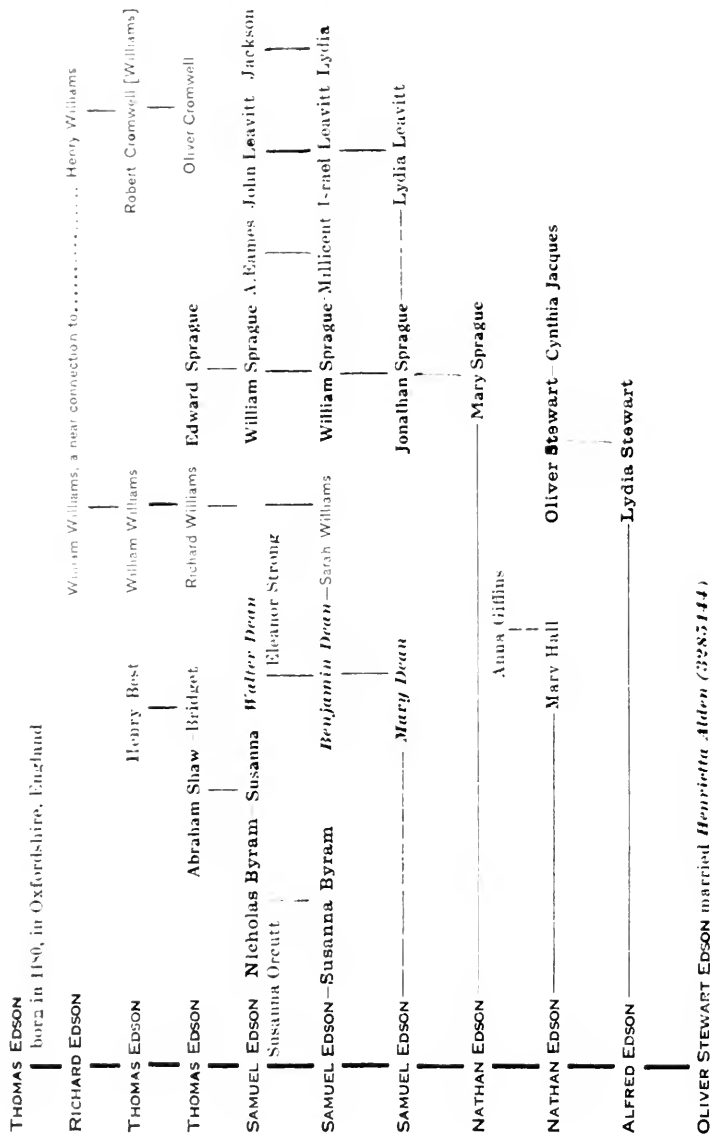 THOMAS EDSON
born in 1480, in Oxfordshire, England
RICHARD EDSON William Williams, a near connection to................. Henry Williams
THOMAS EDSON Henry Best William Williams Robert Cromwell [Williams]
THOMAS EDSON Abraham Shaw-Bridget Richard Williams Edward Sprague Oliver Cromwell
SAMUEL EDSON Nicholas Byram-Susanna Walter Dean William Sprague A. Eames John Leavitt Jackson
Susanna Orcutt Eleanor Strong
SAMUEL EDSON-Susanna Byram Benjamin Dean-Sarah Williams William Sprague-Millicent Israel Leavitt Lydia
SAMUEL EDSON Mary Dean Jonathan Sprague Lydia Leavitt
NATHAN EDSON Mary Sprague
Anna Giffins
NATHAN EDSON Mary Hall Oliver Stewart-Cynthia Jacques
ALFRED EDSON Lydia Stewart
OLIVER STEWART EDSON married Henrietta Alden (3285144)